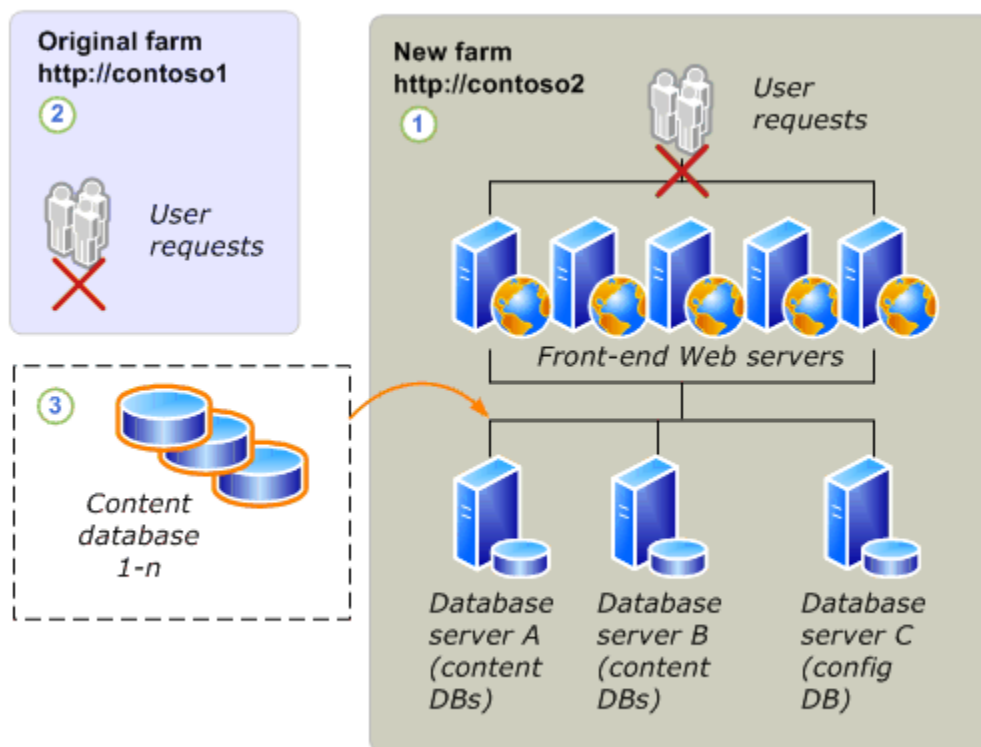 Original farm
http://contoso1
2
User
requests
New farm
http://contoso2
1
User
requests
Front-end Web servers
3
Content
database
1-n
Database
server A
(content
DBs)
Database
server B
(content
DBs)
Database
server C
(config
DB)